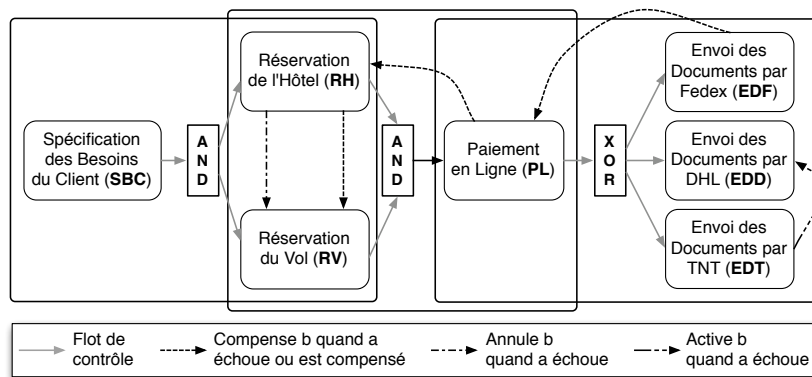 Réservation
de l'Hôtel (RH)
Envoi des
Documents par
Fedex (EDF)
Spécification
des Besoins
du Client (SBC)
A
N
D
A
N
D
Paiement
en Ligne (PL)
X
O
R
Envoi des
Documents par
DHL (EDD)
Réservation
du Vol (RV)
Envoi des
Documents par
TNT (EDT)
Flot de
contrôle
Compense b quand a
échoue ou est compensé
Annule b
quand a échoue
Active b
quand a échoue